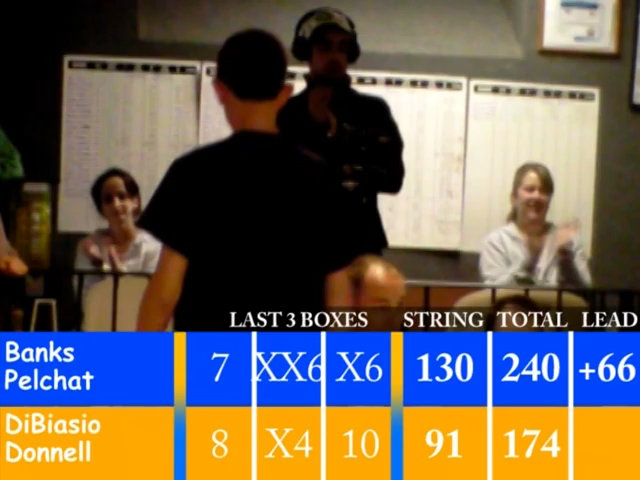 LAST 3 BOXES STRING TOTAL LEAD
Banks
Pelchat
7 XX6 X6 130 240 +66
DiBiasio
Donnell
8 X4 10 91 174